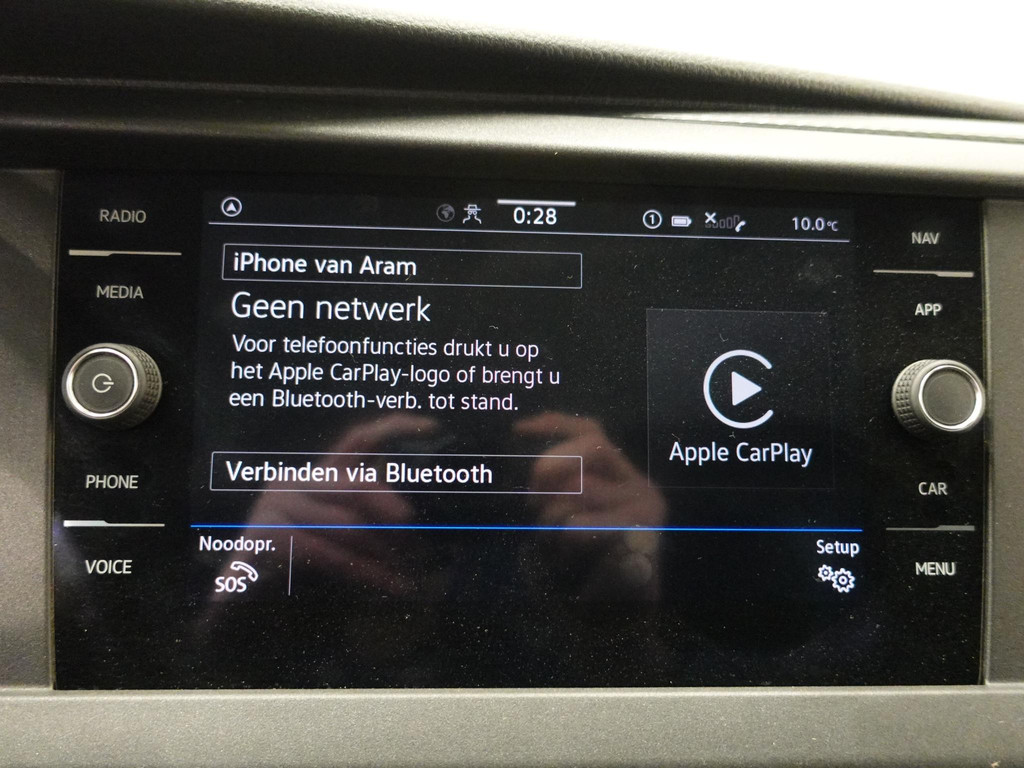 RADIO
MEDIA
PHONE
VOICE
0:28
1
10.0°C
iPhone van Aram
Geen netwerk
Voor telefoonfuncties drukt u op
het Apple CarPlay-logo of brengt u
een Bluetooth-verb. tot stand.
Apple CarPlay
Verbinden via Bluetooth
Noodopr.
SOS
Setup
NAV
APP
CAR
MENU